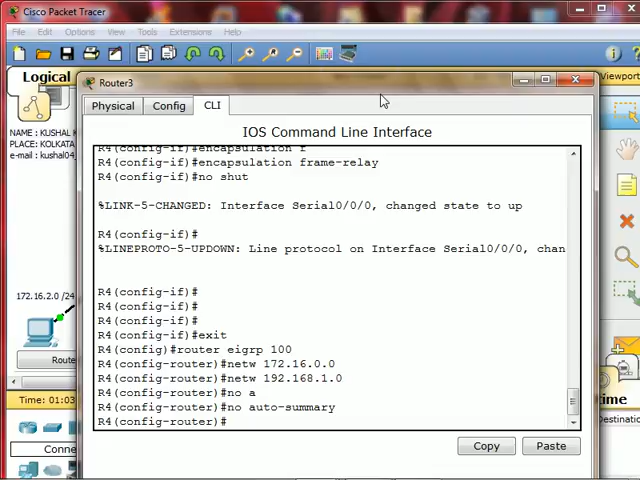 Cisco Packet Tracer
File Edit Options View Tools Extensions Help
Logical
Viewport
Router3
Physical Config CLI
NAME : KUSHAL K
PLACE: KOLKATA
e-mail : kushal04_
IOS Command Line Interface
R4(config-if)#encapsulation f
R4(config-if)#encapsulation frame-relay
R4(config-if)#no shut
%LINK-5-CHANGED: Interface Serial0/0/0, changed state to up
R4(config-if)#
%LINEPROTO-5-UPDOWN: Line protocol on Interface Serial0/0/0, chan
R4(config-if)#
R4(config-if)#
R4(config-if)#
R4(config-if)#exit
R4(config)#router eigrp 100
R4(config-router)#netw 172.16.0.0
R4(config-router)#netw 192.168.1.0
R4(config-router)#no a
R4(config-router)#no auto-summary
R4(config-router)#
172.16.2.0 /24
Route
Time: 01:03
Conne
Copy Paste
time
Destinatio